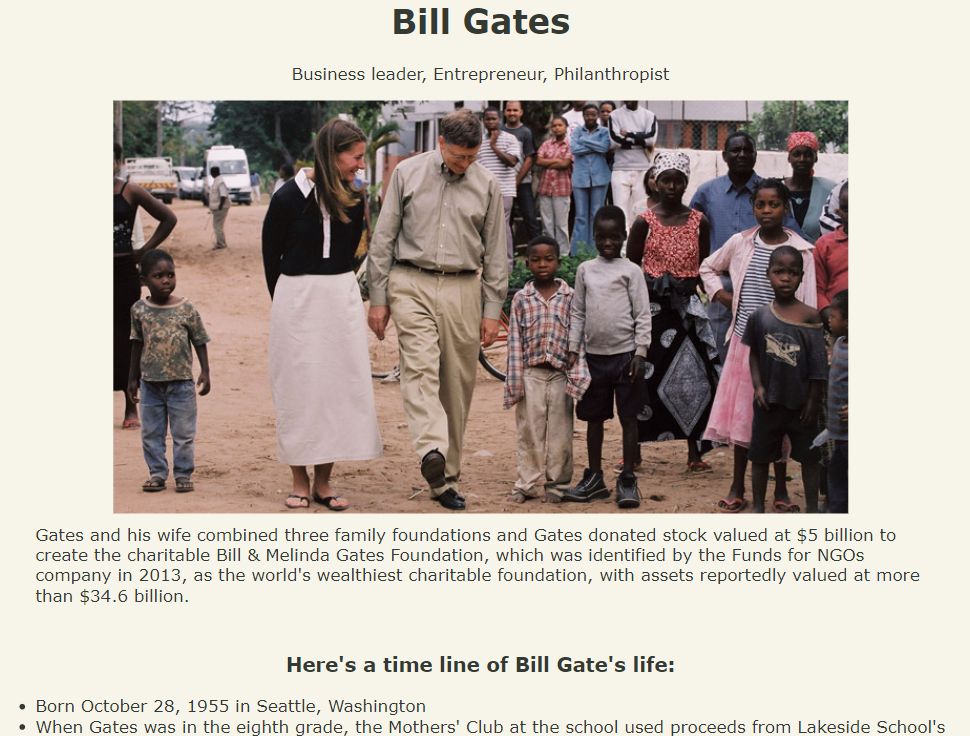 Bill Gates
Business leader, Entrepreneur, Philanthropist
Gates and his wife combined three family foundations and Gates donated stock valued at $5 billion to
create the charitable Bill & Melinda Gates Foundation, which was identified by the Funds for NGOs
company in 2013, as the world's wealthiest charitable foundation, with assets reportedly valued at more
than $34.6 billion.
Here's a time line of Bill Gate's life:
• Born October 28, 1955 in Seattle, Washington
• When Gates was in the eighth grade, the Mothers' Club at the school used proceeds from Lakeside School's